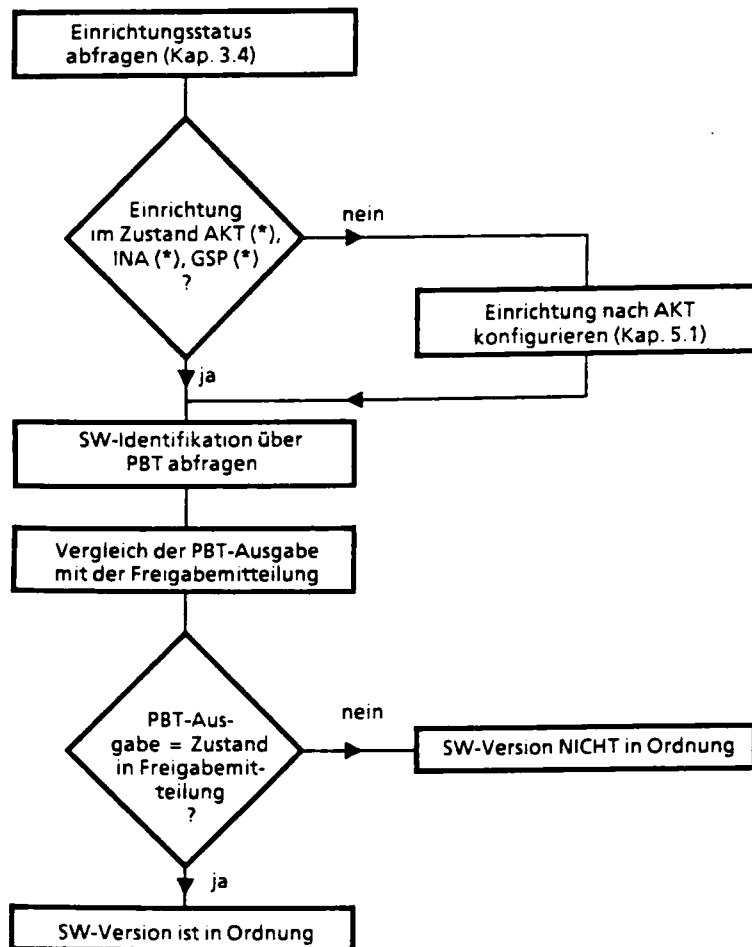 Einrichtungsstatus
abfragen (Kap. 3.4)
Einrichtung
im Zustand AKT (*),
INA (*), GSP (*)
?
nein
Einrichtung nach AKT
konfigurieren (Kap. 5.1)
ja
SW-Identifikation über
PBT abfragen
Vergleich der PBT-Ausgabe
mit der Freigabemitteilung
PBT-Aus-
gabe = Zustand
in Freigabemit-
teilung
?
nein
SW-Version NICHT in Ordnung
ja
SW-Version ist in Ordnung